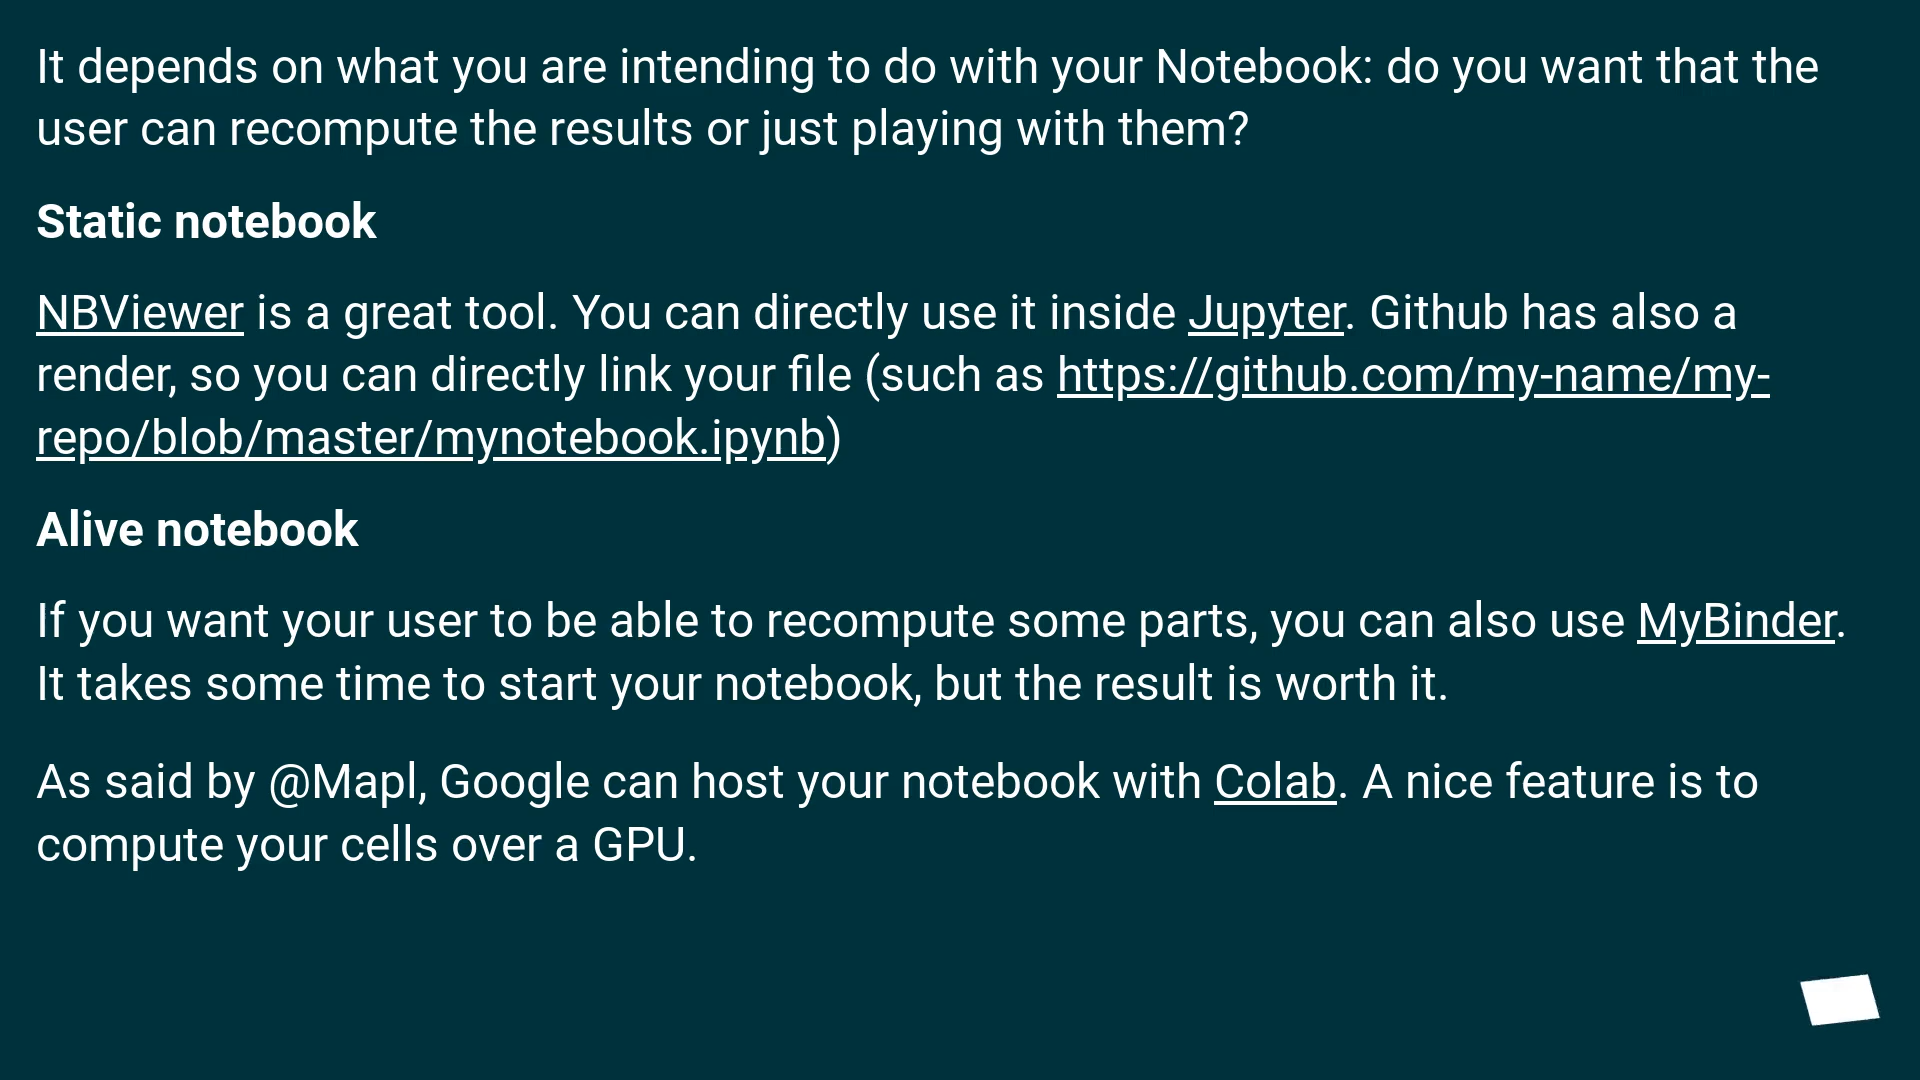 It depends on what you are intending to do with your Notebook: do you want that the
user can recompute the results or just playing with them?
Static notebook
NBViewer is a great tool. You can directly use it inside Jupyter. Github has also a
render, so you can directly link your file (such as https://github.com/my-name/my-
repo/blob/master/mynotebook.ipynb)
Alive notebook
If you want your user to be able to recompute some parts, you can also use MyBinder.
It takes some time to start your notebook, but the result is worth it.
As said by @Mapl, Google can host your notebook with Colab. A nice feature is to
compute your cells over a GPU.